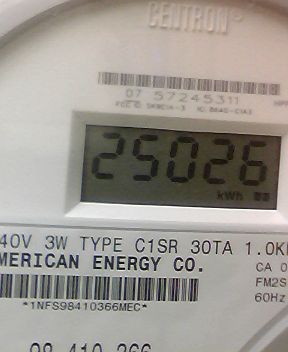 CENTRON®
07 57245311
25026
kWh
40V 3W TYPE C1SR 30TA 1.0K
MERICAN ENERGY CO.
CA 0
FM2S
60Hz
*1NFS98410366MEC*
98 410 366